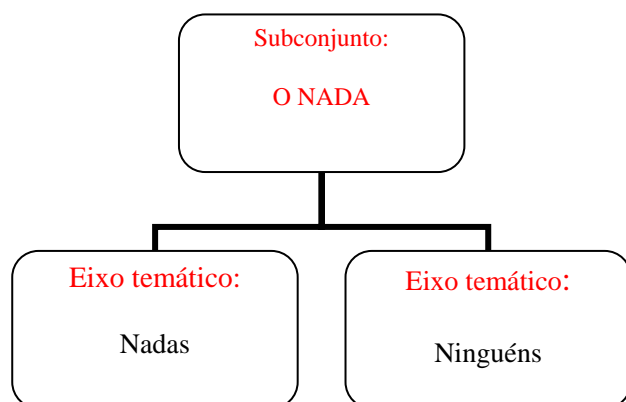 Subconjunto:
O NADA
Eixo temático:
Nadas
Eixo temático:
Ninguéns